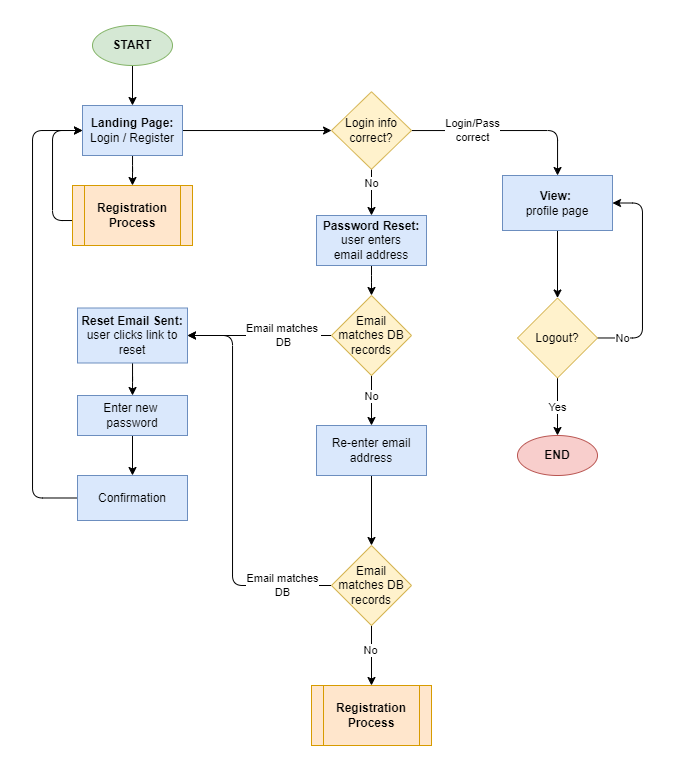 START
Landing Page:
Login / Register
Login info
correct?
Login/Pass
correct
No
Registration
Process
View:
profile page
Password Reset:
user enters
email address
Reset Email Sent:
user clicks link to
reset
Email matches
DB
Email
matches DB
records
Logout?
No
No
Yes
Enter new
password
Re-enter email
address
END
Confirmation
Email matches
DB
Email
matches DB
records
No
Registration
Process